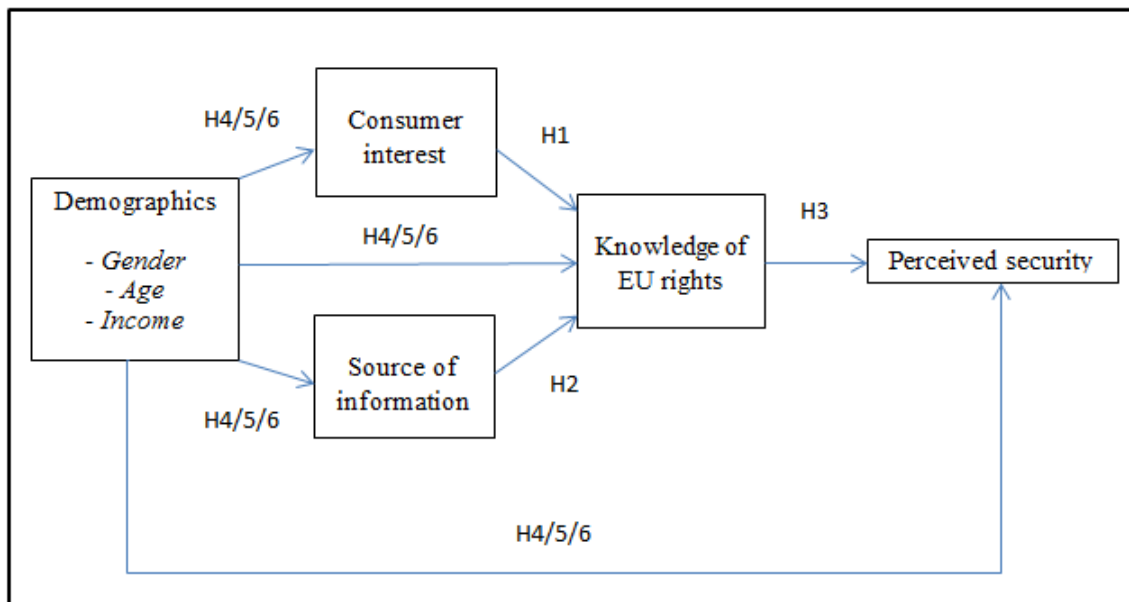 H4/5/6
Consumer
interest
H1
Demographics
- Gender
- Age
- Income
H4/5/6
Knowledge of
EU rights
H3
Perceived security
Source of
information
H4/5/6
H2
H4/5/6